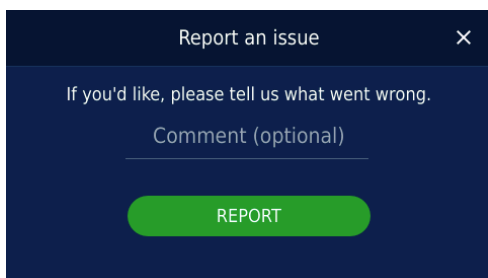 Report an issue
If you'd like, please tell us what went wrong.
Comment (optional)
REPORT